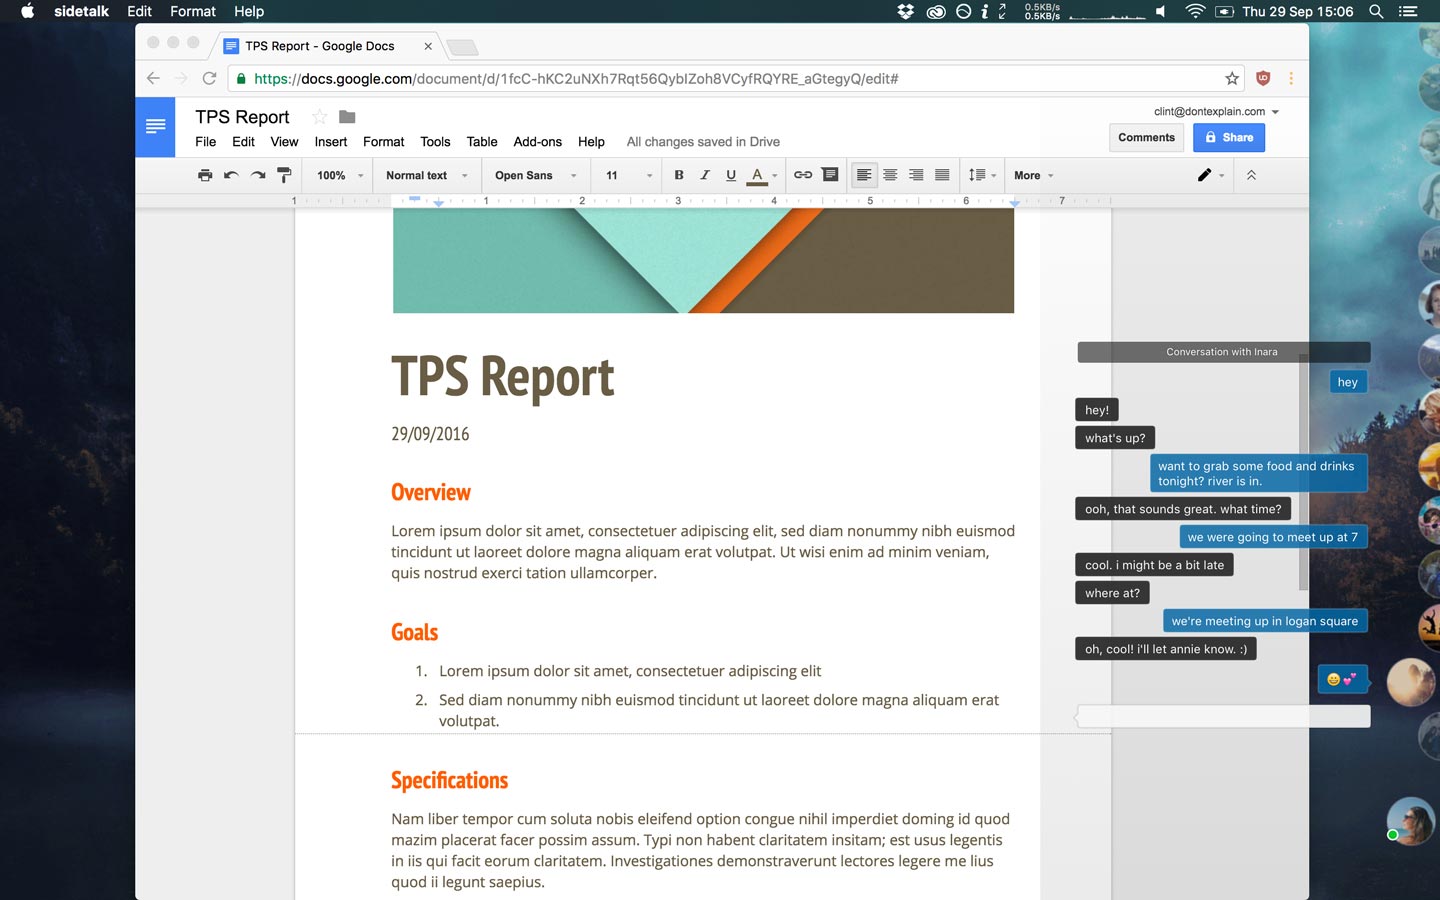 sidetalk Edit Format Help
0.5KB/s
0.5KB/s
Thu 29 Sep 15:06
TPS Report - Google Docs
https://docs.google.com/document/d/1fcC-hKC2uNXh7Rqt56QybIZoh8VCyfRQYRE_aGtegyQ/edit#
TPS Report
clint@dontexplain.com
File Edit View Insert Format Tools Table Add-ons Help All changes saved in Drive
Comments Share
100% Normal text Open Sans 11 B I U A More
1 1 2 3 4 5 6 7
TPS Report
29/09/2016
Overview
Lorem ipsum dolor sit amet, consectetuer adipiscing elit, sed diam nonummy nibh euismod
tincidunt ut laoreet dolore magna aliquam erat volutpat. Ut wisi enim ad minim veniam,
quis nostrud exerci tation ullamcorper.
Goals
1. Lorem ipsum dolor sit amet, consectetuer adipiscing elit
2. Sed diam nonummy nibh euismod tincidunt ut laoreet dolore magna aliquam erat
volutpat.
Specifications
Nam liber tempor cum soluta nobis eleifend option congue nihil imperdiet doming id quod
mazim placerat facer possim assum. Typi non habent claritatem insitam; est usus legentis
in iis qui facit eorum claritatem. Investigationes demonstraverunt lectores legere me lius
quod ii legunt saepius.
Conversation with Inara
hey
hey!
what's up?
want to grab some food and drinks
tonight? river is in.
ooh, that sounds great. what time?
we were going to meet up at 7
cool. i might be a bit late
where at?
we're meeting up in logan square
oh, cool! i'll let annie know. :)
😄💕